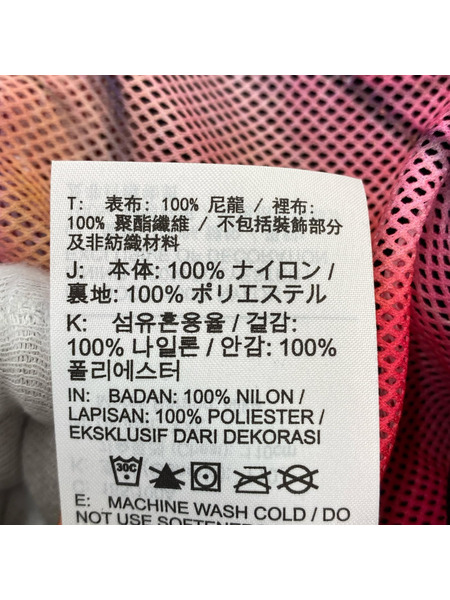 T: 表布: 100% 尼龍 / 裡布:
100% 聚酯纖維 / 不包括裝飾部分
及非紡織材料
J: 本体: 100% ナイロン /
裏地: 100% ポリエステル
K: 섬유혼용율 / 겉감:
100% 나일론 / 안감: 100%
폴리에스터
IN: BADAN: 100% NILON /
LAPISAN: 100% POLIESTER /
EKSKLUSIF DARI DEKORASI
30C
E: MACHINE WASH COLD / DO
NOT USE SOFTENER